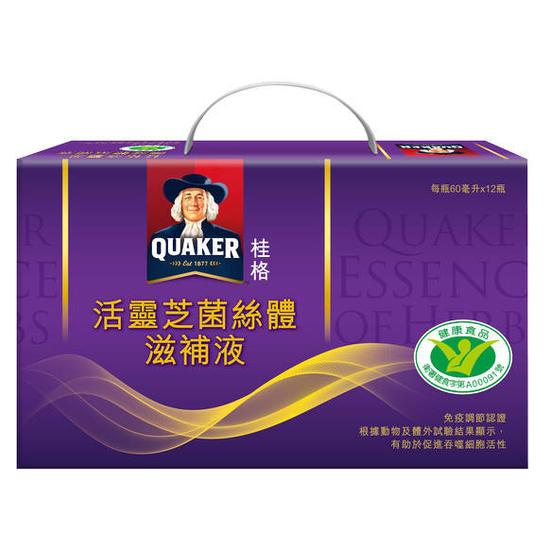 每瓶60毫升x12瓶
QUAKER
Est 1877
桂格
QUAKER
ESSENC
OF HERB
活靈芝菌絲體
滋補液
健康食品
衛署健食字第A00091號
免疫調節認證
根據動物及體外試驗結果顯示，
有助於促進吞噬細胞活性